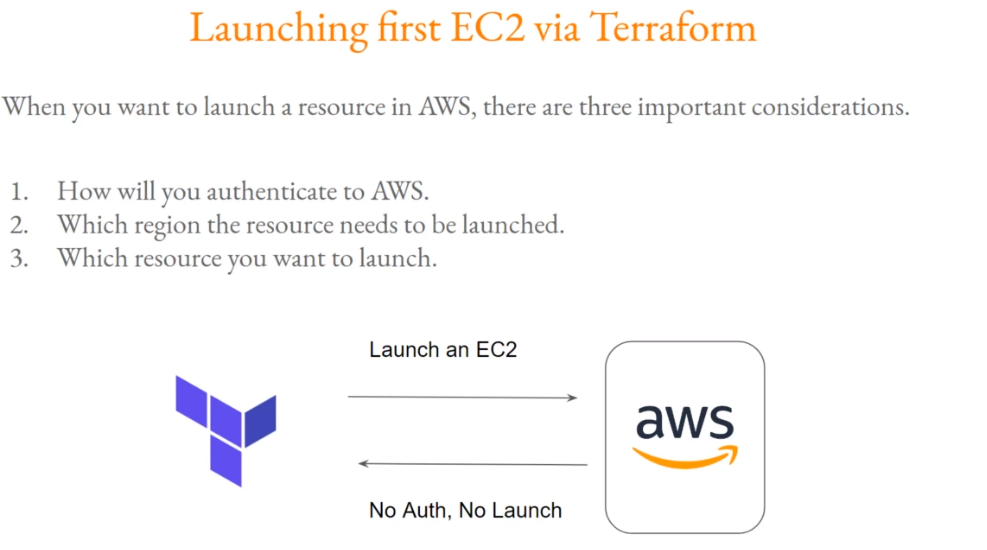 Launching first EC2 via Terraform
When you want to launch a resource in AWS, there are three important considerations.
1. How will you authenticate to AWS.
2. Which region the resource needs to be launched.
3. Which resource you want to launch.
Launch an EC2
aws
No Auth, No Launch